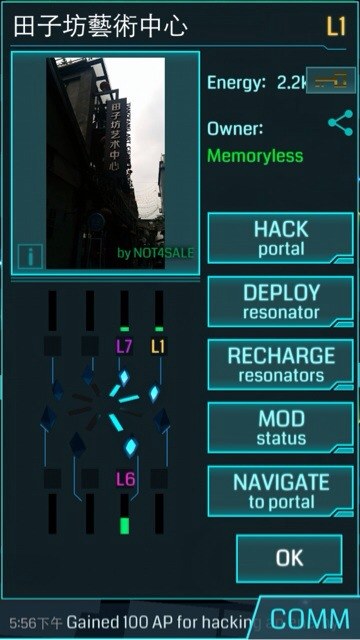 田子坊藝術中心
L1
Energy: 2.2k
Owner:
Memoryless
田子坊艺术中心
i
by NOT4SALE
HACK
portal
DEPLOY
resonator
RECHARGE
resonators
MOD
status
NAVIGATE
to portal
OK
L7
L1
L6
5:56下午 Gained 100 AP for hacking
COMM